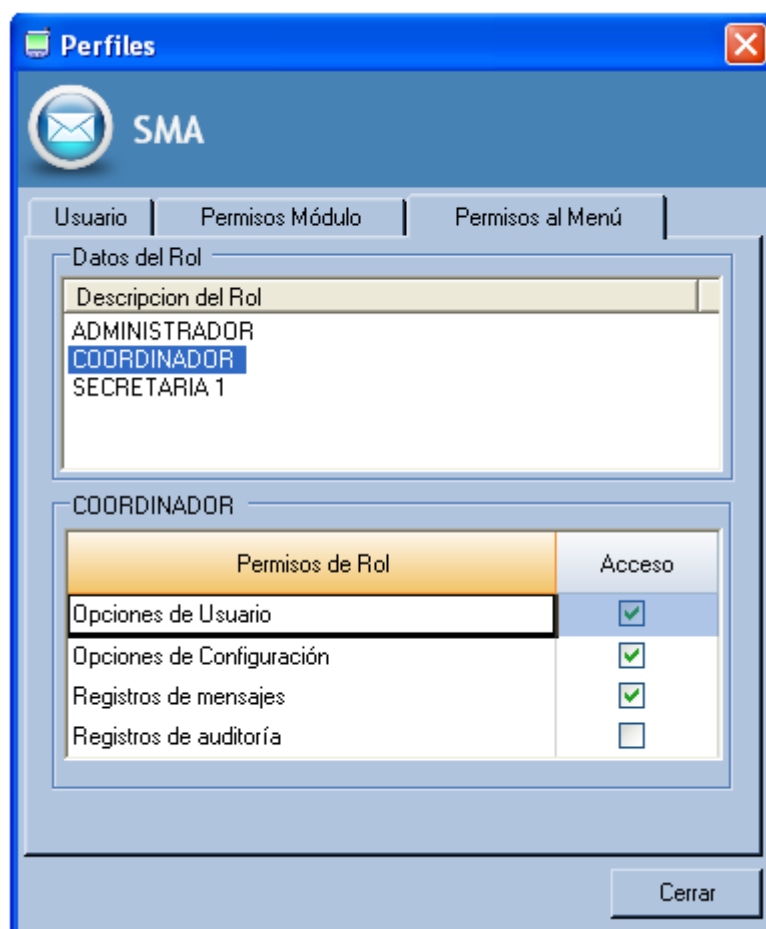 Perfiles
SMA
Usuario Permisos Módulo Permisos al Menú
Datos del Rol
Descripcion del Rol
ADMINISTRADOR
COORDINADOR
SECRETARIA 1
COORDINADOR
Permisos de Rol Acceso
Opciones de Usuario
Opciones de Configuración
Registros de mensajes
Registros de auditoría
Cerrar